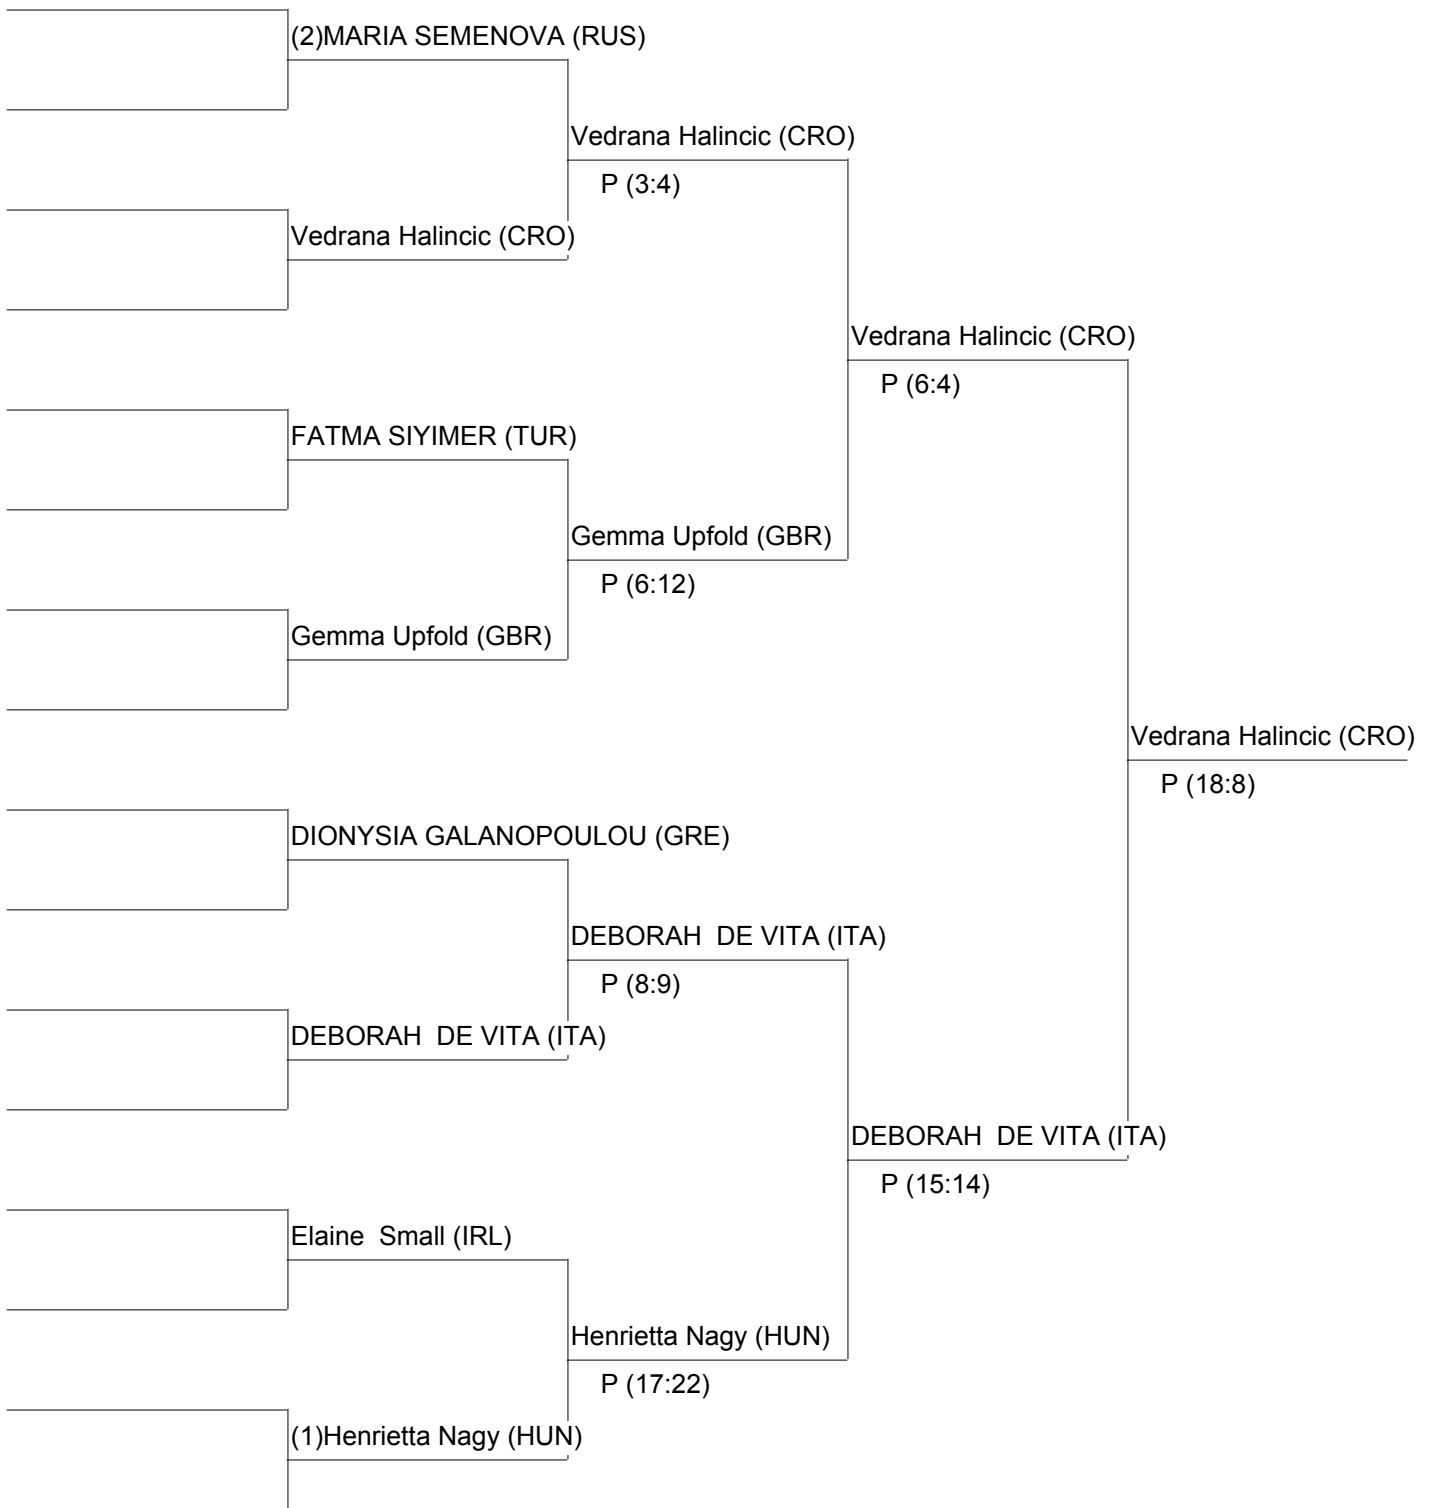 (2)MARIA SEMENOVA (RUS)
Vedrana Halincic (CRO)
P (3:4)
Vedrana Halincic (CRO)
Vedrana Halincic (CRO)
P (6:4)
FATMA SIYIMER (TUR)
Gemma Upfold (GBR)
P (6:12)
Gemma Upfold (GBR)
Vedrana Halincic (CRO)
P (18:8)
DIONYSIA GALANOPOULOU (GRE)
DEBORAH  DE VITA (ITA)
P (8:9)
DEBORAH  DE VITA (ITA)
DEBORAH  DE VITA (ITA)
P (15:14)
Elaine  Small (IRL)
Henrietta Nagy (HUN)
P (17:22)
(1)Henrietta Nagy (HUN)